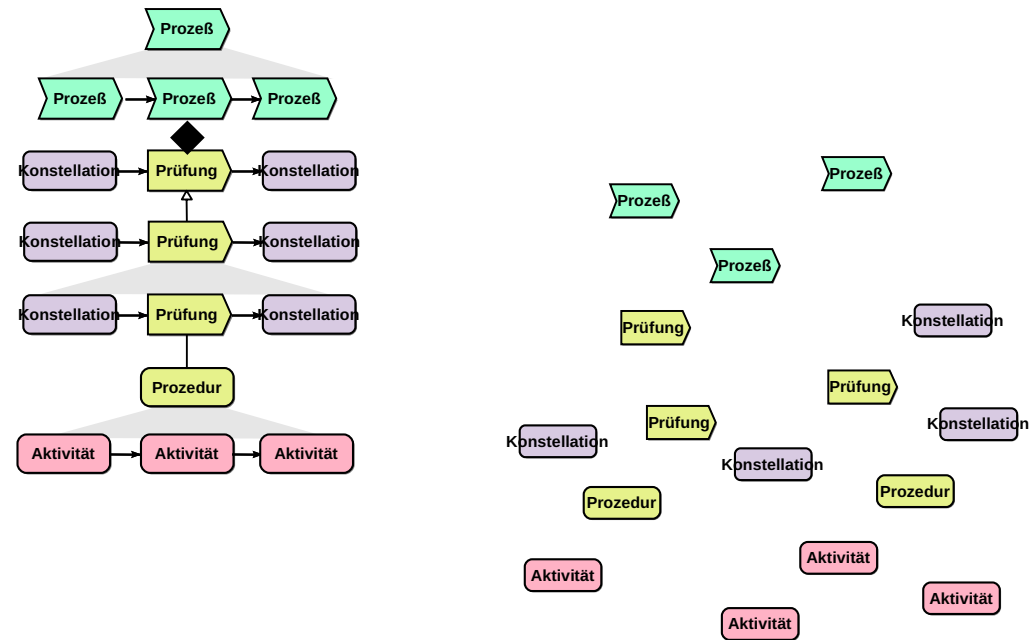 Prozeß
Prozeß Prozeß Prozeß
Konstellation Prüfung Konstellation
Konstellation Prüfung Konstellation
Konstellation Prüfung Konstellation
Prozedur
Aktivität Aktivität Aktivität
Prozeß
Prozeß
Prozeß
Konstellation
Prüfung
Prüfung
Prüfung
Konstellation
Konstellation
Konstellation
Prozedur
Prozedur
Aktivität
Aktivität
Aktivität
Aktivität